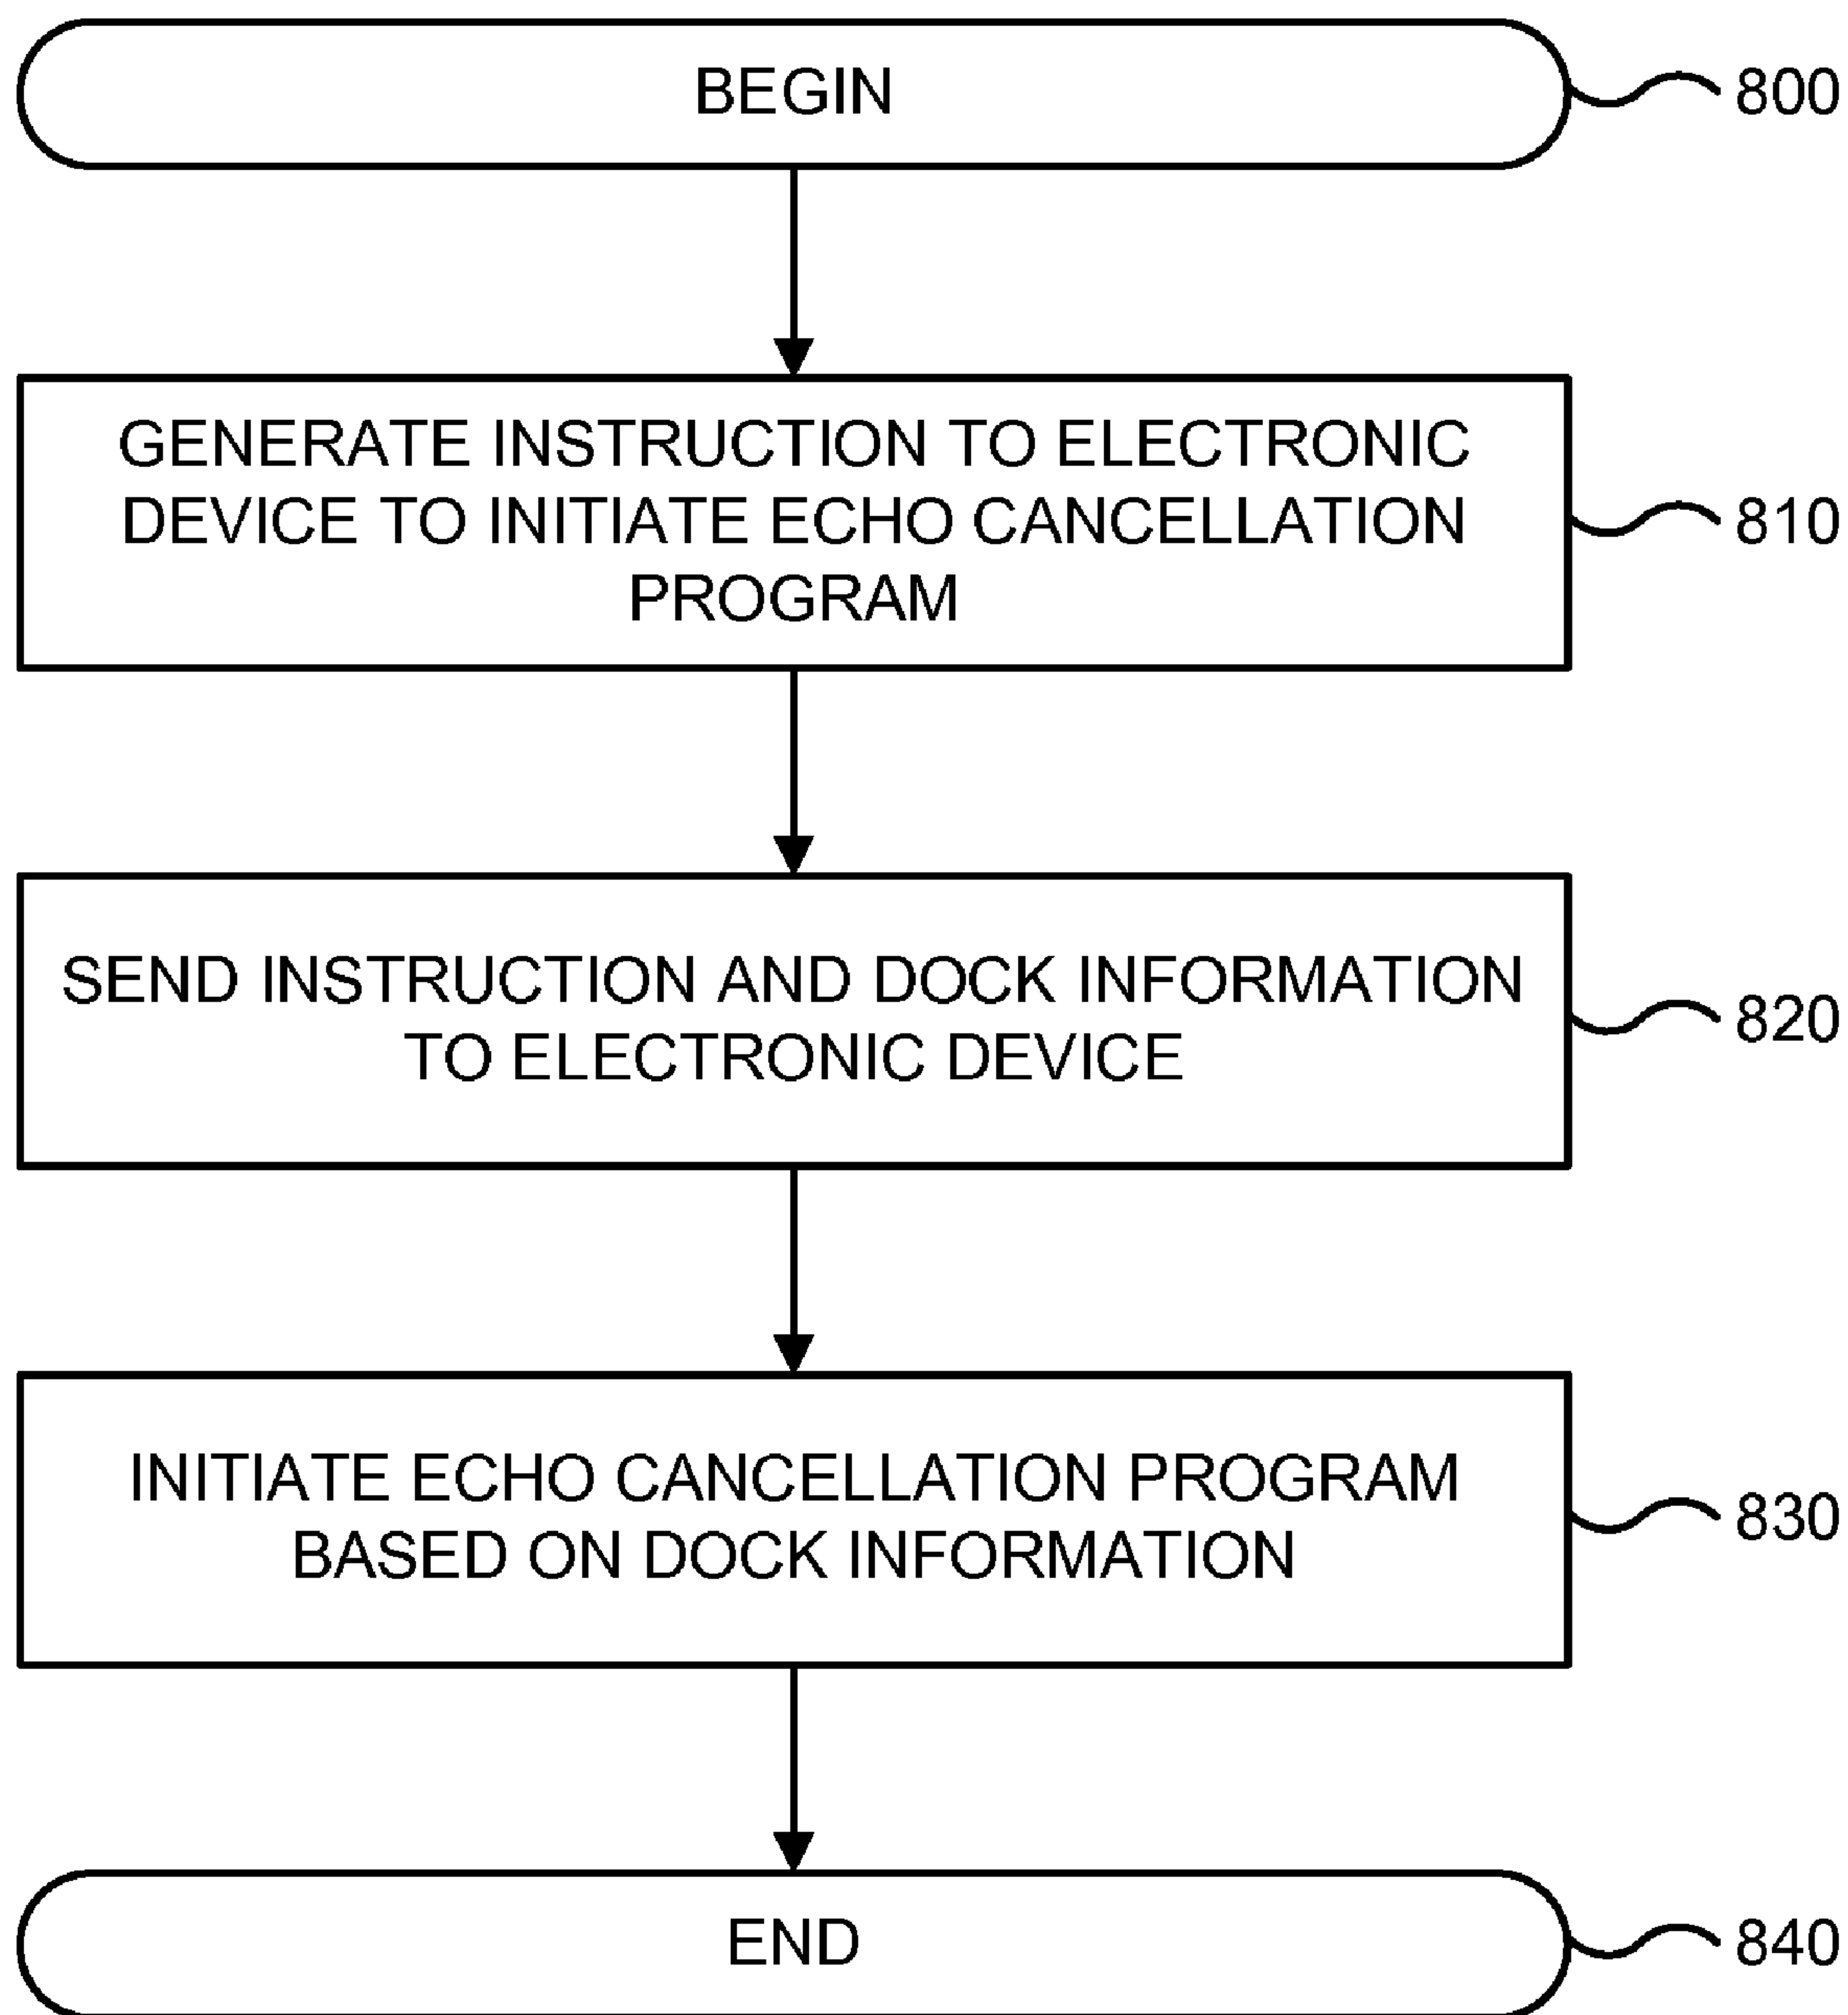 BEGIN
800
GENERATE INSTRUCTION TO ELECTRONIC
DEVICE TO INITIATE ECHO CANCELLATION
PROGRAM
810
SEND INSTRUCTION AND DOCK INFORMATION
TO ELECTRONIC DEVICE
820
INITIATE ECHO CANCELLATION PROGRAM
BASED ON DOCK INFORMATION
830
END
840